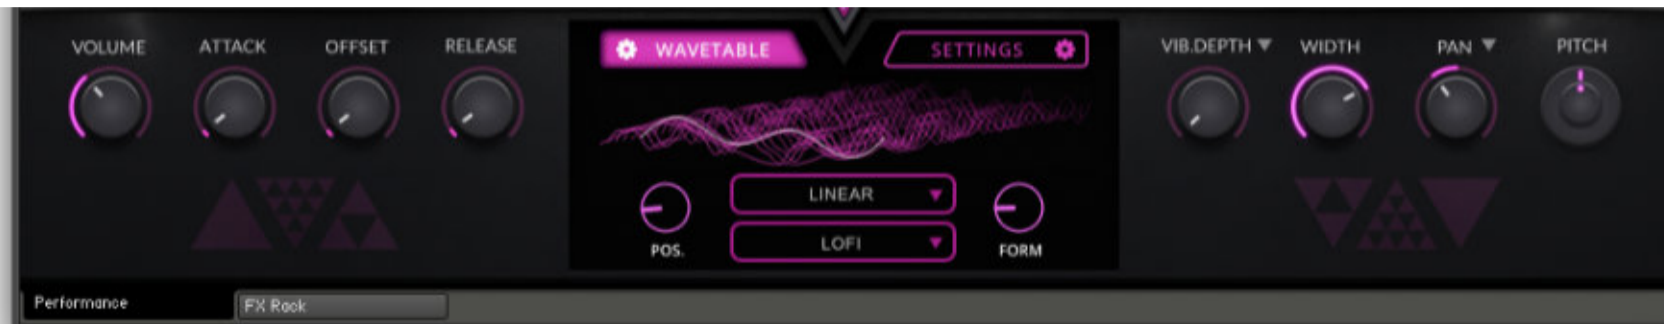 VOLUME ATTACK OFFSET RELEASE WAVETABLE SETTINGS VIB.DEPTH WIDTH PAN PITCH
LINEAR
LOFI
POS. FORM
Performance FX Rack